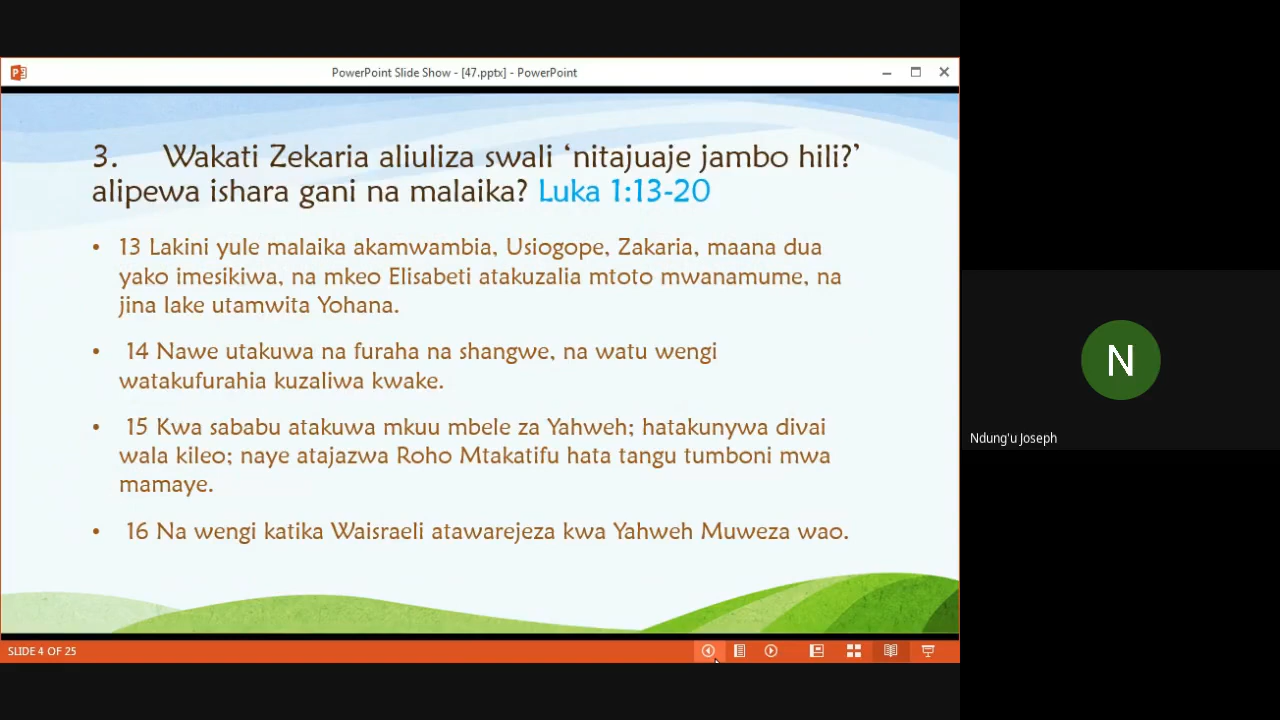 PowerPoint Slide Show - [47.pptx] - PowerPoint
3. Wakati Zekaria aliuliza swali ‘nitajuaje jambo hili?’
alipewa ishara gani na malaika? Luka 1:13-20
• 13 Lakini yule malaika akamwambia, Usiogope, Zakaria, maana dua
yako imesikiwa, na mkeo Elisabeti atakuzalia mtoto mwanamume, na
jina lake utamwita Yohana.
• 14 Nawe utakuwa na furaha na shangwe, na watu wengi
watakufurahia kuzaliwa kwake.
• 15 Kwa sababu atakuwa mkuu mbele za Yahweh; hatakunywa divai
wala kileo; naye atajazwa Roho Mtakatifu hata tangu tumboni mwa
mamaye.
• 16 Na wengi katika Waisraeli atawarejeza kwa Yahweh Muweza wao.
SLIDE 4 OF 25
N
Ndung'u Joseph